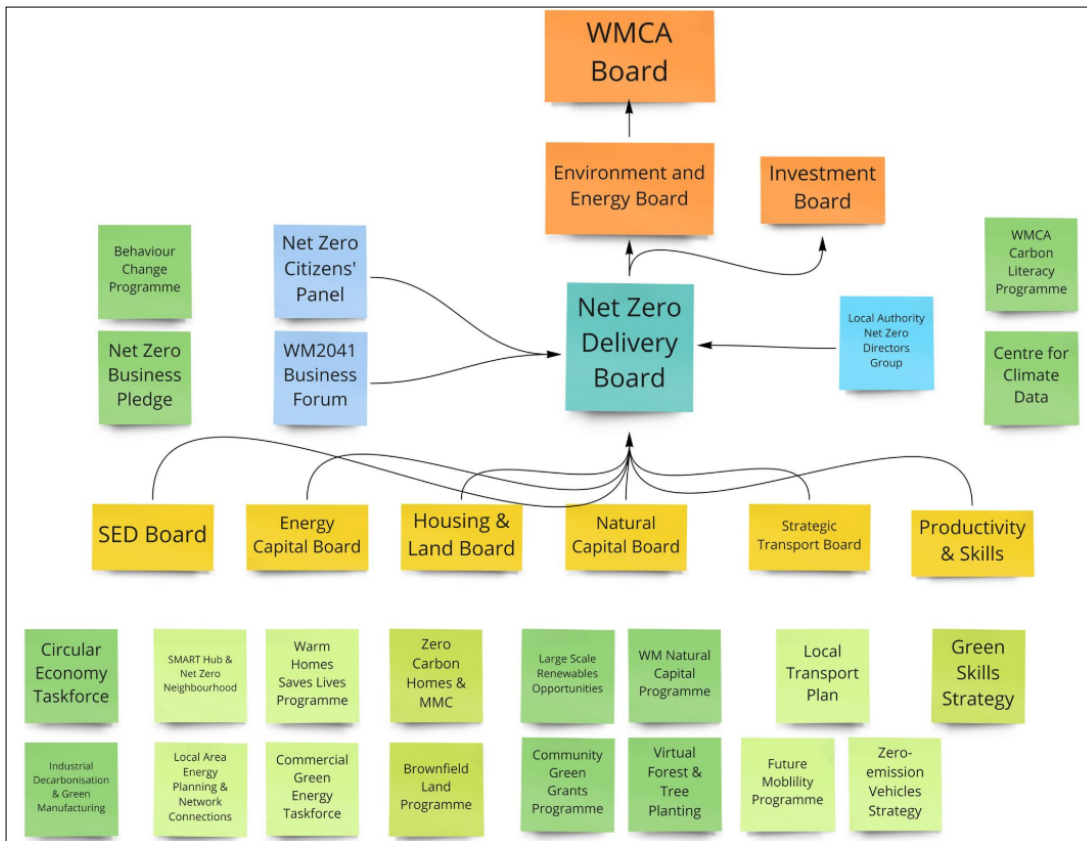 WMCA
Board
Environment and
Energy Board
Investment
Board
Behaviour
Change
Programme
Net Zero
Citizens'
Panel
WMCA
Carbon
Literacy
Programme
Net Zero
Business
Pledge
WM2041
Business
Forum
Net Zero
Delivery
Board
Local Authority
Net Zero
Directors
Group
Centre for
Climate
Data
SED Board
Energy
Capital Board
Housing &
Land Board
Natural
Capital Board
Strategic
Transport Board
Productivity
& Skills
Circular
Economy
Taskforce
SMART Hub &
Net Zero
Neighbourhood
Warm
Homes
Saves Lives
Programme
Zero
Carbon
Homes &
MMC
Large Scale
Renewables
Opportunities
WM Natural
Capital
Programme
Local
Transport
Plan
Green
Skills
Strategy
Industrial
Decarbonisation
& Green
Manufacturing
Local Area
Energy
Planning &
Network
Connections
Commercial
Green
Energy
Taskforce
Brownfield
Land
Programme
Community
Green
Grants
Programme
Virtual
Forest &
Tree
Planting
Future
Moblility
Programme
Zero-
emission
Vehicles
Strategy